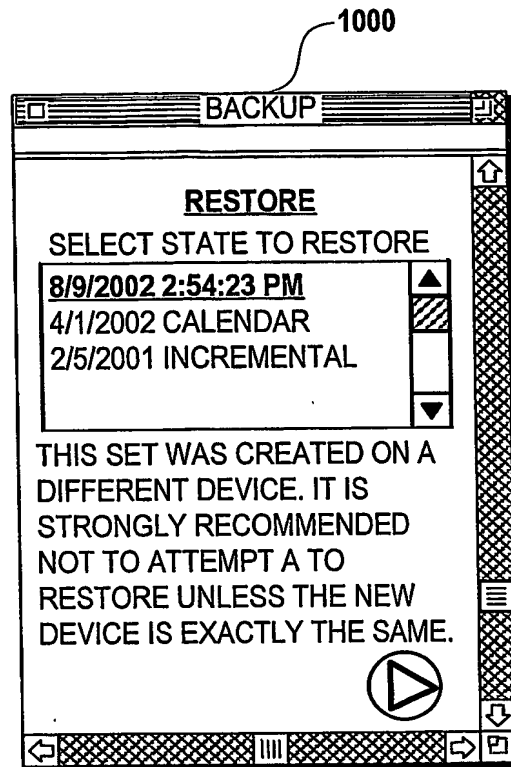 1000
BACKUP
RESTORE
SELECT STATE TO RESTORE
8/9/2002 2:54:23 PM
4/1/2002 CALENDAR
2/5/2001 INCREMENTAL
THIS SET WAS CREATED ON A
DIFFERENT DEVICE. IT IS
STRONGLY RECOMMENDED
NOT TO ATTEMPT A TO
RESTORE UNLESS THE NEW
DEVICE IS EXACTLY THE SAME.